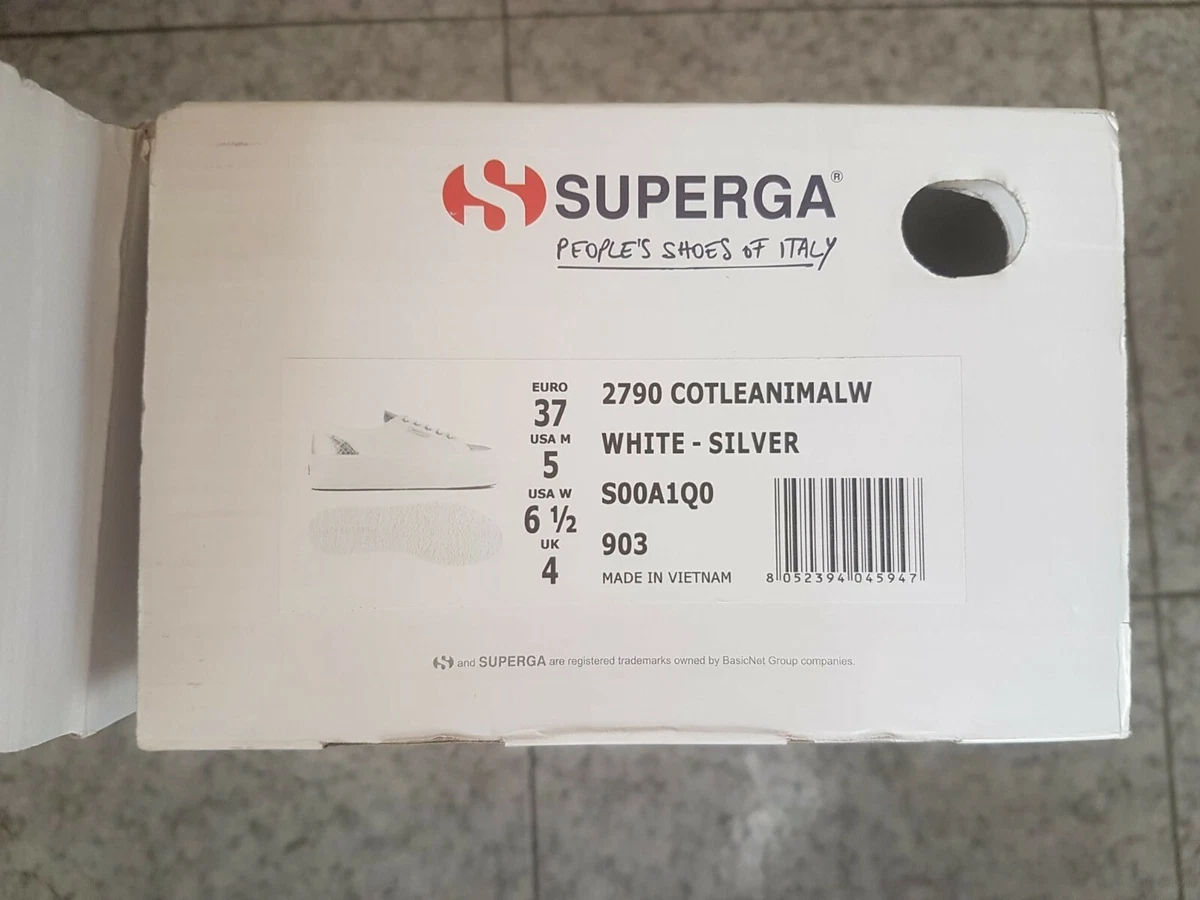 SUPERGA®
PEOPLE'S SHOES OF ITALY
EURO
37
USA M
5
USA W
6 ½
UK
4
2790 COTLEANIMALW
WHITE - SILVER
S00A1Q0
903
MADE IN VIETNAM
8 052394 045947
and SUPERGA are registered trademarks owned by BasicNet Group companies.